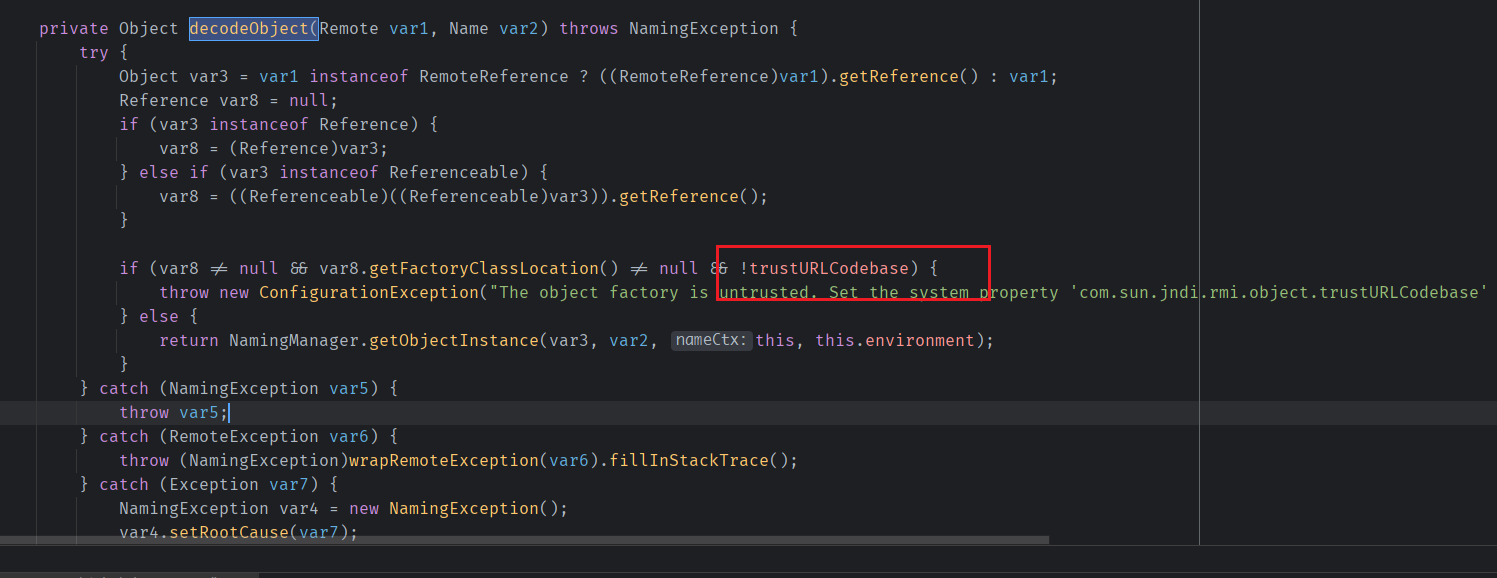 private Object decodeObject(Remote var1, Name var2) throws NamingException {
try {
Object var3 = var1 instanceof RemoteReference ? ((RemoteReference)var1).getReference() : var1;
Reference var8 = null;
if (var3 instanceof Reference) {
var8 = (Reference)var3;
} else if (var3 instanceof Referenceable) {
var8 = ((Referenceable)((Referenceable)var3)).getReference();
}
if (var8 != null && var8.getFactoryClassLocation() != null && !trustURLCodebase) {
throw new ConfigurationException("The object factory is untrusted. Set the system property 'com.sun.jndi.rmi.object.trustURLCodebase'
} else {
return NamingManager.getObjectInstance(var3, var2, nameCtx: this, this.environment);
}
} catch (NamingException var5) {
throw var5;
} catch (RemoteException var6) {
throw (NamingException)wrapRemoteException(var6).fillInStackTrace();
} catch (Exception var7) {
NamingException var4 = new NamingException();
var4.setRootCause(var7);